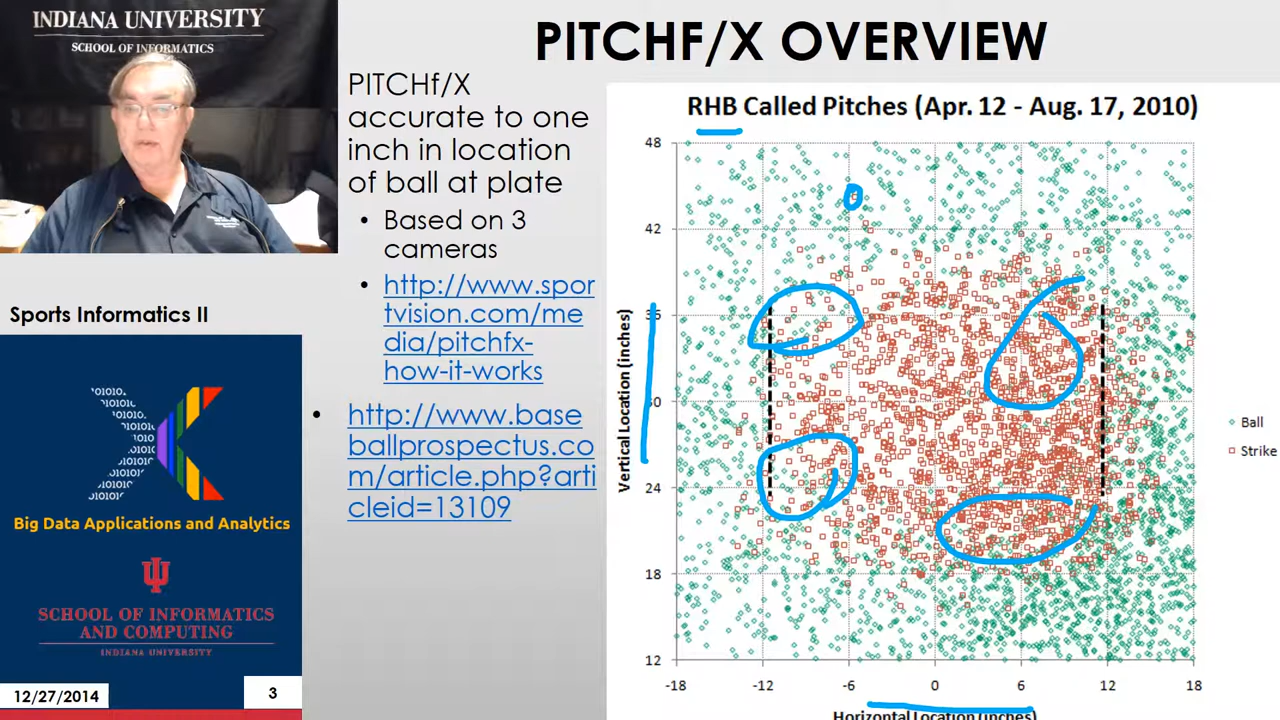 INDIANA UNIVERSITY
SCHOOL OF INFORMATICS
PITCHF/X OVERVIEW
PITCHf/X
accurate to one
inch in location
of ball at plate
• Based on 3
cameras
• http://www.spor
tvision.com/me
dia/pitchfx-
how-it-works
• http://www.base
ballprospectus.co
m/article.php?arti
cleid=13109
Sports Informatics II
Big Data Applications and Analytics
SCHOOL OF INFORMATICS
AND COMPUTING
INDIANA UNIVERSITY
12/27/2014
3
RHB Called Pitches (Apr. 12 - Aug. 17, 2010)
Vertical Location (inches)
48
42
36
30
24
18
12
-18 -12 -6 0 6 12 18
Horizontal Location (inches)
Ball
Strike